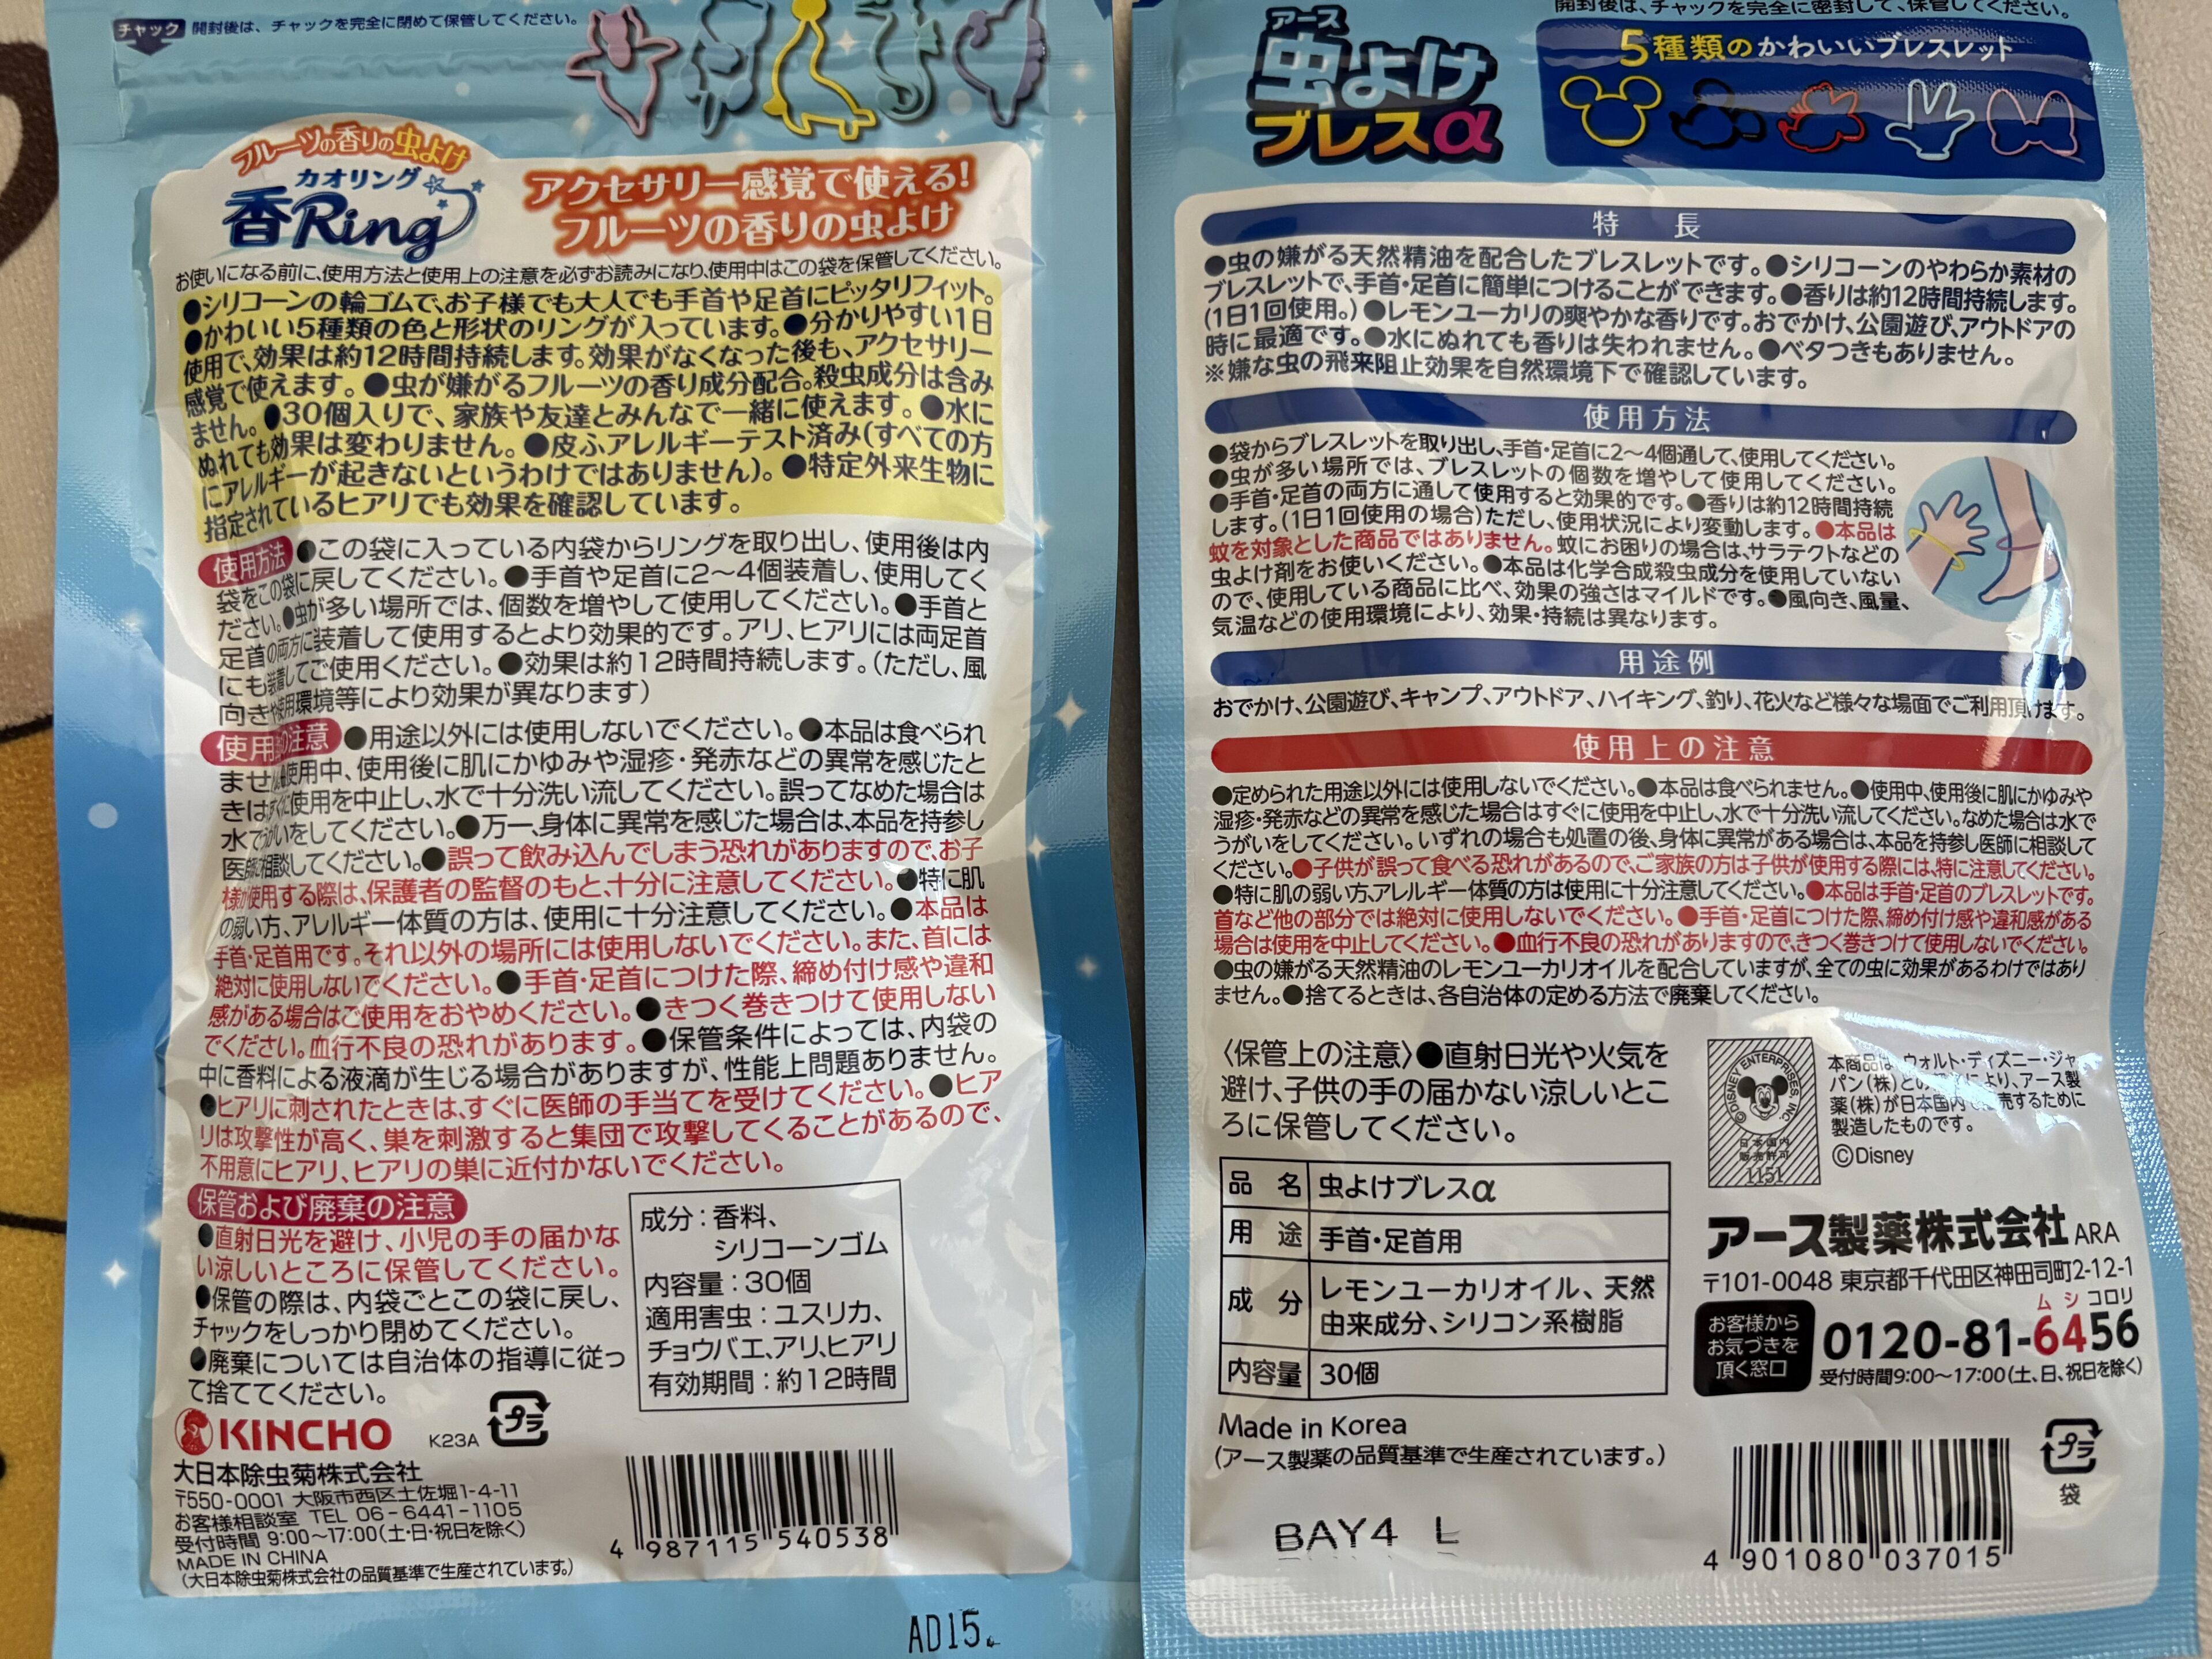 チャック 開封後は、チャックを完全に閉めて保管してください。
フルーツの香りの虫よけ
カオリング
香Ring
アクセサリー感覚で使える!
フルーツの香りの虫よけ
お使いになる前に、使用方法と使用上の注意を必ずお読みになり、使用中はこの袋を保管してください。
●シリコーンの輪ゴムで、お子様でも大人でも手首や足首にピッタリフィット。
●かわいい5種類の色と形状のリングが入っています。●分かりやすい1日
使用で、効果は約12時間持続します。効果がなくなった後も、アクセサリー
感覚で使えます。●虫が嫌がるフルーツの香り成分配合。殺虫成分は含み
ません。●30個入りで、家族や友達とみんなで一緒に使えます。●水に
ぬれても効果は変わりません。●皮ふアレルギーテスト済み(すべての方
にアレルギーが起きないというわけではありません)。●特定外来生物に
指定されているヒアリでも効果を確認しています。
使用方法 ●この袋に入っている内袋からリングを取り出し、使用後は内
袋をこの袋に戻してください。●手首や足首に2〜4個装着し、使用してく
ださい。●虫が多い場所では、個数を増やして使用してください。●手首と
足首の両方に装着して使用するとより効果的です。アリ、ヒアリには両足首
にも装着してご使用ください。●効果は約12時間持続します。(ただし、風
向きや使用環境等により効果が異なります)
使用上の注意 ●用途以外には使用しないでください。●本品は食べられ
ません。使用中、使用後に肌にかゆみや湿疹・発赤などの異常を感じたと
きはすぐに使用を中止し、水で十分洗い流してください。誤ってなめた場合は
水でうがいをしてください。●万一、身体に異常を感じた場合は、本品を持参し
医師に相談してください。●誤って飲み込んでしまう恐れがありますので、お子
様が使用する際は、保護者の監督のもと、十分に注意してください。●特に肌
の弱い方、アレルギー体質の方は、使用に十分注意してください。●本品は
手首・足首用です。それ以外の場所には使用しないでください。また、首には
絶対に使用しないでください。●手首・足首につけた際、締め付け感や違和
感がある場合はご使用をおやめください。●きつく巻きつけて使用しない
でください。血行不良の恐れがあります。●保管条件によっては、内袋の
中に香料による液滴が生じる場合がありますが、性能上問題ありません。
●ヒアリに刺されたときは、すぐに医師の手当てを受けてください。●ヒア
リは攻撃性が高く、巣を刺激すると集団で攻撃してくることがあるので、
不用意にヒアリ、ヒアリの巣に近付かないでください。
保管および廃棄の注意
●直射日光を避け、小児の手の届かな
い涼しいところに保管してください。
●保管の際は、内袋ごとこの袋に戻し、
チャックをしっかり閉めてください。
●廃棄については自治体の指導に従っ
て捨ててください。
成分:香料、
シリコーンゴム
内容量:30個
適用害虫:ユスリカ、
チョウバエ、アリ、ヒアリ
有効期間:約12時間
KINCHO K23A プラ
大日本除虫菊株式会社
〒550-0001 大阪市西区土佐堀1-4-11
お客様相談室 TEL 06-6441-1105
受付時間 9:00〜17:00(土・日・祝日を除く)
MADE IN CHINA
(大日本除虫菊株式会社の品質基準で生産されています。)
4 987115 540538
AD15
開封後は、チャックを完全に密封して、保管してください。
アース
虫よけ
ブレスα
5種類のかわいいブレスレット
特 長
●虫の嫌がる天然精油を配合したブレスレットです。●シリコーンのやわらか素材の
ブレスレットで、手首・足首に簡単につけることができます。●香りは約12時間持続します。
(1日1回使用。)●レモンユーカリの爽やかな香りです。おでかけ、公園遊び、アウトドアの
時に最適です。●水にぬれても香りは失われません。●ベタつきもありません。
※嫌な虫の飛来阻止効果を自然環境下で確認しています。
使用方法
●袋からブレスレットを取り出し、手首・足首に2〜4個通して、使用してください。
●虫が多い場所では、ブレスレットの個数を増やして使用してください。
●手首・足首の両方に通して使用すると効果的です。●香りは約12時間持続
します。(1日1回使用の場合)ただし、使用状況により変動します。●本品は
蚊を対象とした商品ではありません。蚊にお困りの場合は、サラテクトなどの
虫よけ剤をお使いください。●本品は化学合成殺虫成分を使用していない
ので、使用している商品に比べ、効果の強さはマイルドです。●風向き、風量、
気温などの使用環境により、効果・持続は異なります。
用途例
おでかけ、公園遊び、キャンプ、アウトドア、ハイキング、釣り、花火など様々な場面でご利用頂けます。
使用上の注意
●定められた用途以外には使用しないでください。●本品は食べられません。●使用中、使用後に肌にかゆみや
湿疹・発赤などの異常を感じた場合はすぐに使用を中止し、水で十分洗い流してください。なめた場合は水で
うがいをしてください。いずれの場合も処置の後、身体に異常がある場合は、本品を持参し医師に相談して
ください。●子供が誤って食べる恐れがあるので、ご家族の方は子供が使用する際には、特に注意してください。
●特に肌の弱い方、アレルギー体質の方は使用に十分注意してください。●本品は手首・足首のブレスレットです。
首など他の部分では絶対に使用しないでください。●手首・足首につけた際、締め付け感や違和感がある
場合は使用を中止してください。●血行不良の恐れがありますので、きつく巻きつけて使用しないでください。
●虫の嫌がる天然精油のレモンユーカリオイルを配合していますが、全ての虫に効果があるわけではあり
ません。●捨てるときは、各自治体の定める方法で廃棄してください。
〈保管上の注意〉●直射日光や火気を
避け、子供の手の届かない涼しいとこ
ろに保管してください。
©DISNEY ENTERPRISES, INC.
日本国内
販売許可
1151
本商品は、ウォルト・ディズニー・ジャ
パン(株)との契約により、アース製
薬(株)が日本国内で販売するために
製造したものです。
©Disney
品 名 虫よけブレスα
用 途 手首・足首用
成 分 レモンユーカリオイル、天然
由来成分、シリコン系樹脂
内容量 30個
アース製薬株式会社 ARA
〒101-0048 東京都千代田区神田司町2-12-1
お客様から
お気づきを
頂く窓口
ムシコロリ
0120-81-6456
受付時間9:00〜17:00(土、日、祝日を除く)
Made in Korea
(アース製薬の品質基準で生産されています。)
プラ
袋
BAY4 L
4 901080 037015